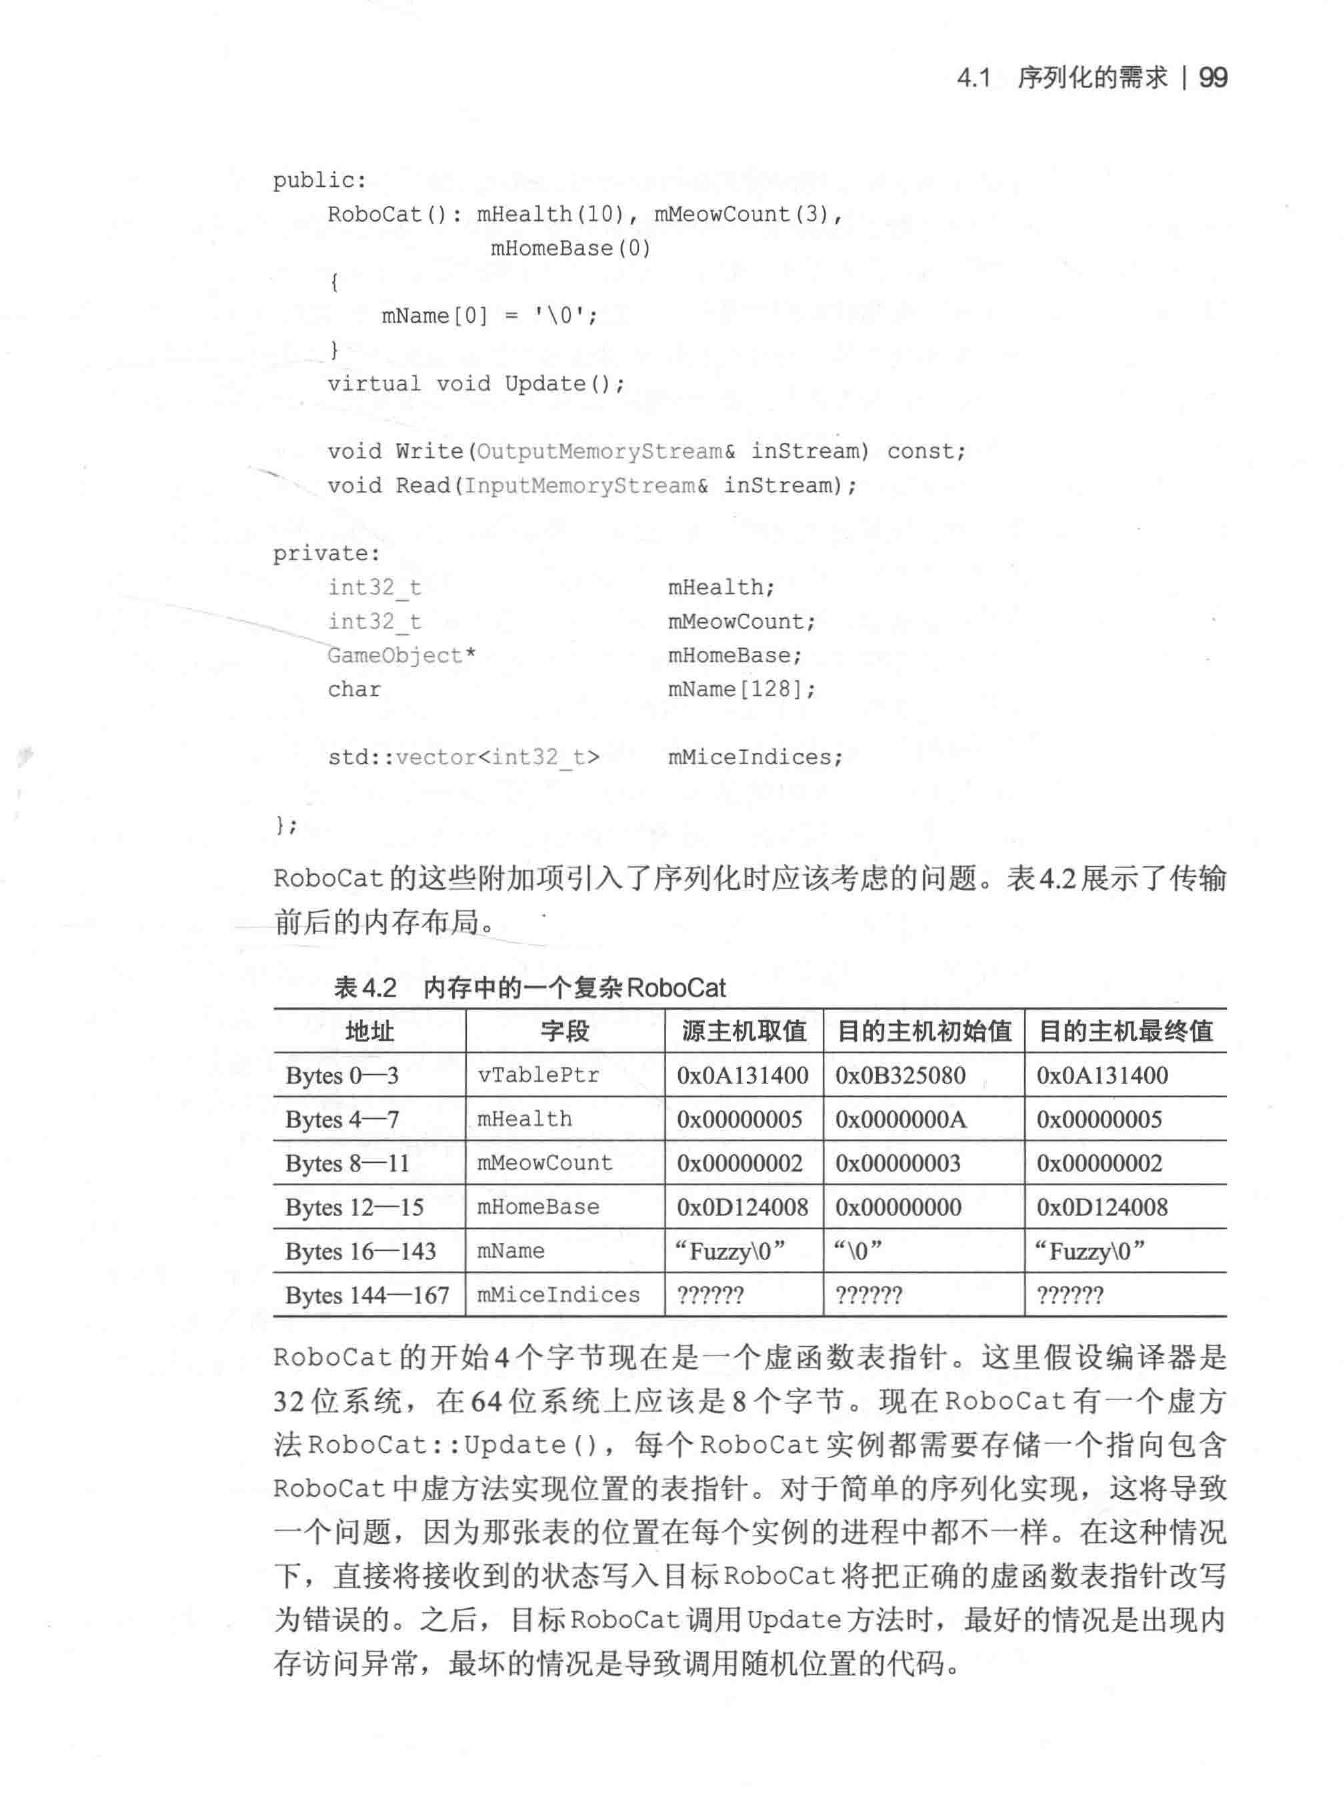 4.1 序列化的需求 | 99
public:
RoboCat(): mHealth(10), mMeowCount(3),
mHomeBase(0)
{
mName[0] = '\0';
}
virtual void Update();
void Write(OutputMemoryStream& inStream) const;
void Read(InputMemoryStream& inStream);
private:
int32_t mHealth;
int32_t mMeowCount;
GameObject* mHomeBase;
char mName[128];
std::vector<int32_t> mMiceIndices;
};
RoboCat的这些附加项引入了序列化时应该考虑的问题。表4.2展示了传输
前后的内存布局。
表4.2 内存中的一个复杂RoboCat
地址 字段 源主机取值 目的主机初始值 目的主机最终值
Bytes 0—3 vTablePtr 0x0A131400 0x0B325080 0x0A131400
Bytes 4—7 mHealth 0x00000005 0x0000000A 0x00000005
Bytes 8—11 mMeowCount 0x00000002 0x00000003 0x00000002
Bytes 12—15 mHomeBase 0x0D124008 0x00000000 0x0D124008
Bytes 16—143 mName “Fuzzy\0” “\0” “Fuzzy\0”
Bytes 144—167 mMiceIndices ?????? ?????? ??????
RoboCat的开始4个字节现在是一个虚函数表指针。这里假设编译器是
32位系统，在64位系统上应该是8个字节。现在RoboCat有一个虚方
法RoboCat::Update()，每个RoboCat实例都需要存储一个指向包含
RoboCat中虚方法实现位置的表指针。对于简单的序列化实现，这将导致
一个问题，因为那张表的位置在每个实例的进程中都不一样。在这种情况
下，直接将接收到的状态写入目标RoboCat将把正确的虚函数表指针改写
为错误的。之后，目标RoboCat调用Update方法时，最好的情况是出现内
存访问异常，最坏的情况是导致调用随机位置的代码。